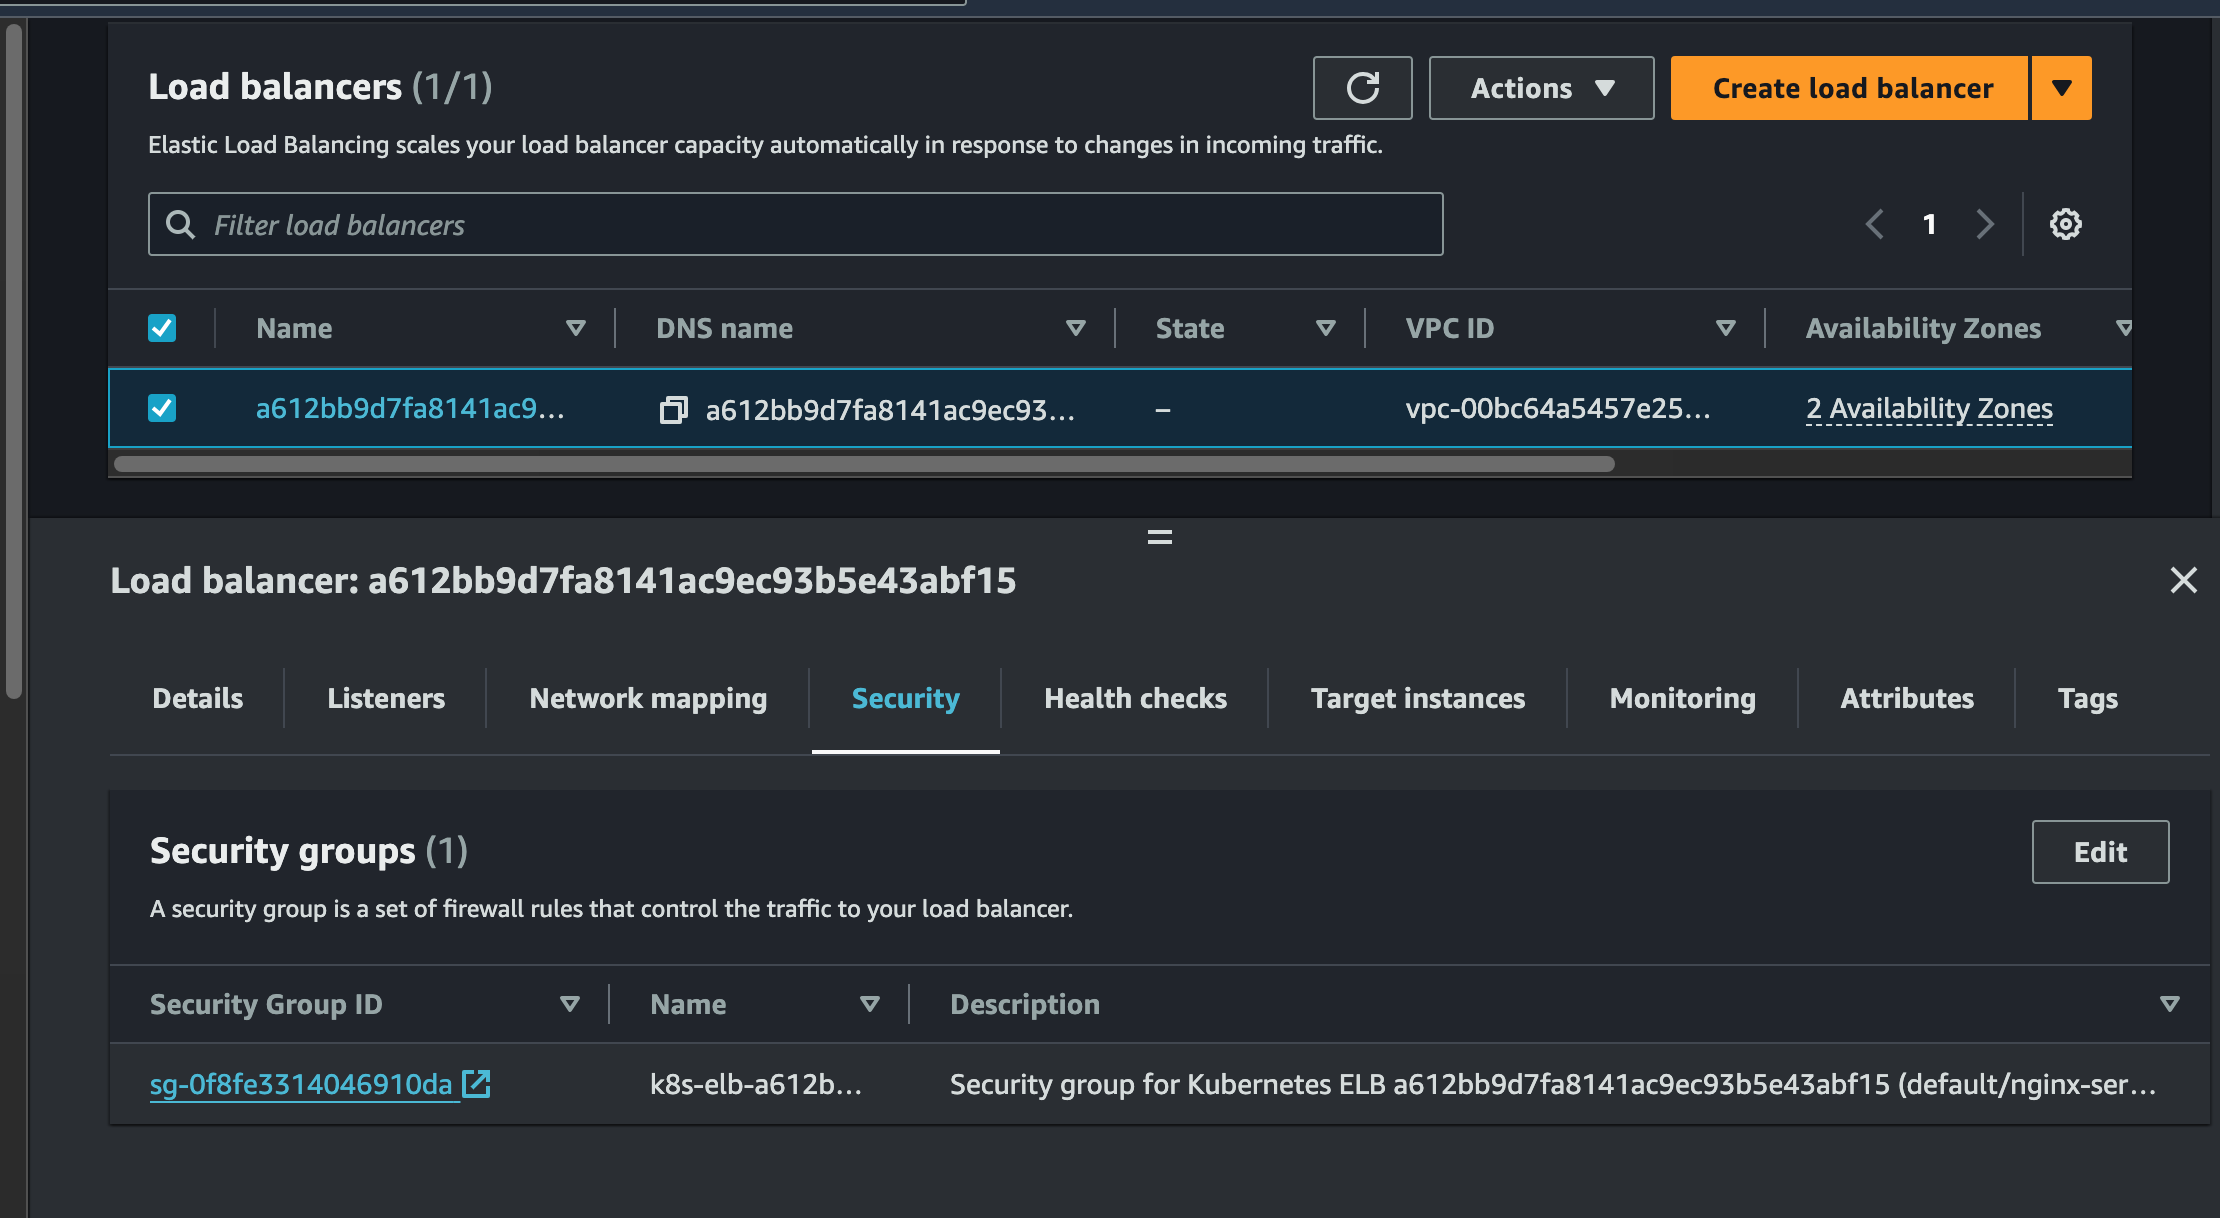 Load balancers (1/1)
Actions
Create load balancer
Elastic Load Balancing scales your load balancer capacity automatically in response to changes in incoming traffic.
Filter load balancers
1
Name DNS name State VPC ID Availability Zones
a612bb9d7fa8141ac9... a612bb9d7fa8141ac9ec93... – vpc-00bc64a5457e25... 2 Availability Zones
Load balancer: a612bb9d7fa8141ac9ec93b5e43abf15
Details Listeners Network mapping Security Health checks Target instances Monitoring Attributes Tags
Security groups (1)
Edit
A security group is a set of firewall rules that control the traffic to your load balancer.
Security Group ID Name Description
sg-0f8fe3314046910da k8s-elb-a612b... Security group for Kubernetes ELB a612bb9d7fa8141ac9ec93b5e43abf15 (default/nginx-ser...